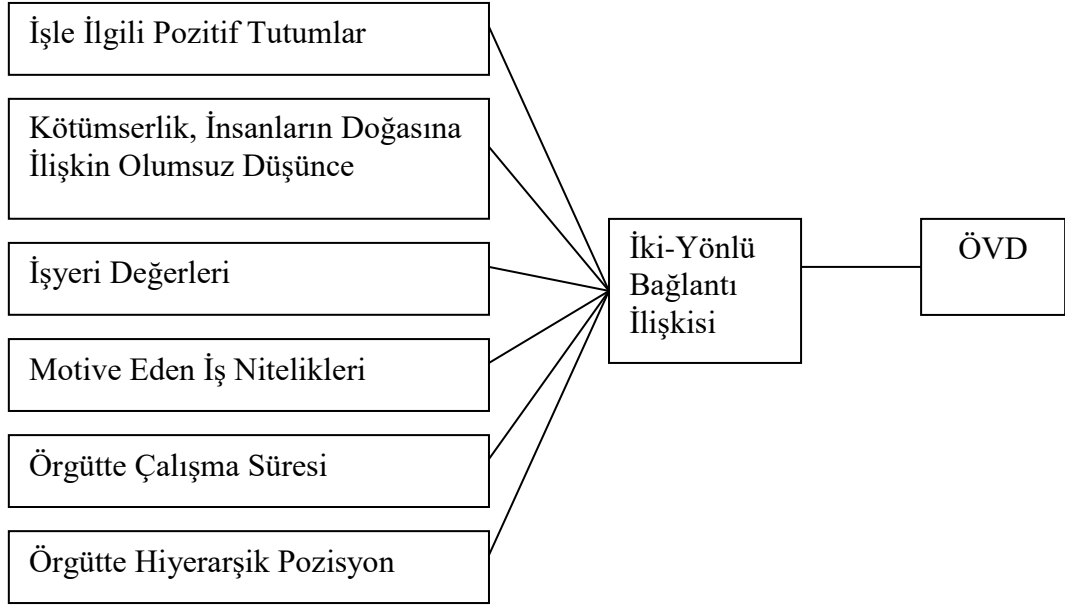 İşle İlgili Pozitif Tutumlar
Kötümserlik, İnsanların Doğasına
İlişkin Olumsuz Düşünce
İşyeri Değerleri
Motive Eden İş Nitelikleri
Örgütte Çalışma Süresi
Örgütte Hiyerarşik Pozisyon
İki-Yönlü
Bağlantı
İlişkisi
ÖVD